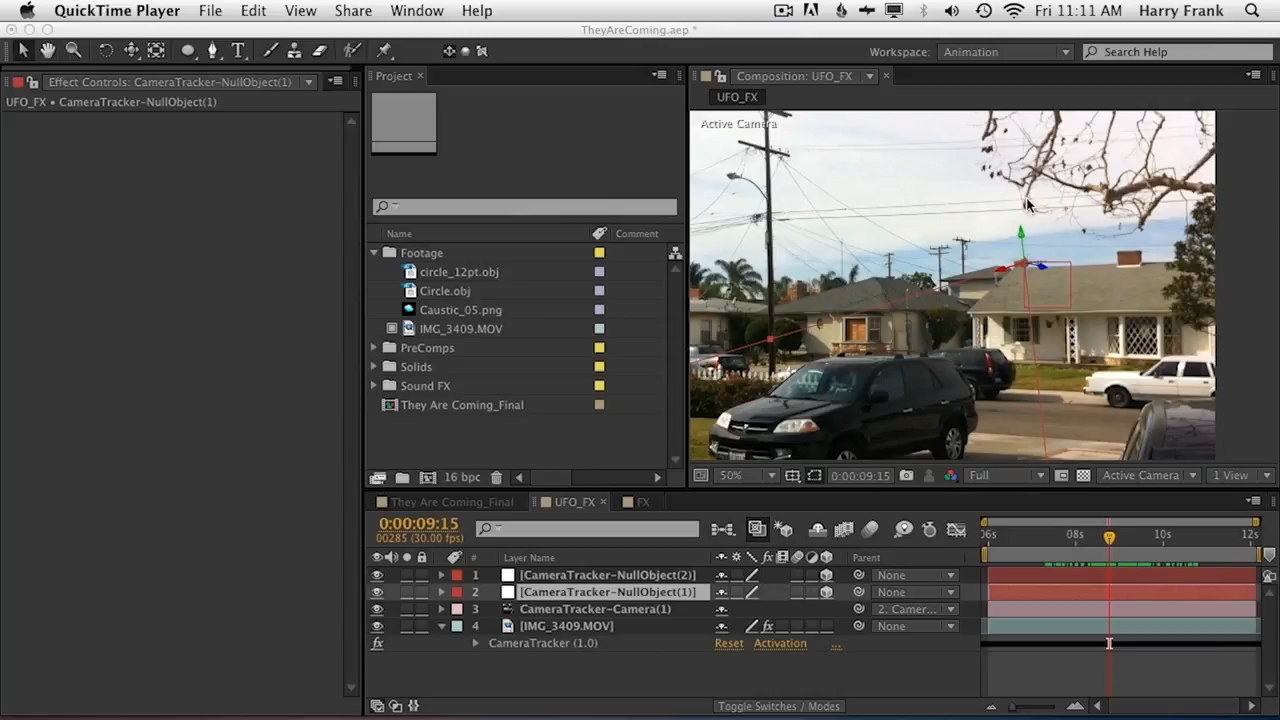 QuickTime Player File Edit View Share Window Help Fri 11:11 AM Harry Frank
TheyAreComing.aep *
T Workspace: Animation Search Help
Effect Controls: CameraTracker-NullObject(1)
UFO_FX • CameraTracker-NullObject(1)
Project
Name Comment
Footage
circle_12pt.obj
Circle.obj
Caustic_05.png
IMG_3409.MOV
PreComps
Solids
Sound FX
They Are Coming_Final
16 bpc
Composition: UFO_FX
UFO_FX
Active Camera
50% 0:00:09:15 Full Active Camera 1 View
They Are Coming_Final UFO_FX FX
0:00:09:15
00285 (30.00 fps)
06s 08s 10s 12s
# Layer Name Parent
1 [CameraTracker-NullObject(2)] None
2 [CameraTracker-NullObject(1)] None
3 CameraTracker-Camera(1) 2. Camer...
4 [IMG_3409.MOV] fx None
fx CameraTracker (1.0) Reset Activation ...
Toggle Switches / Modes